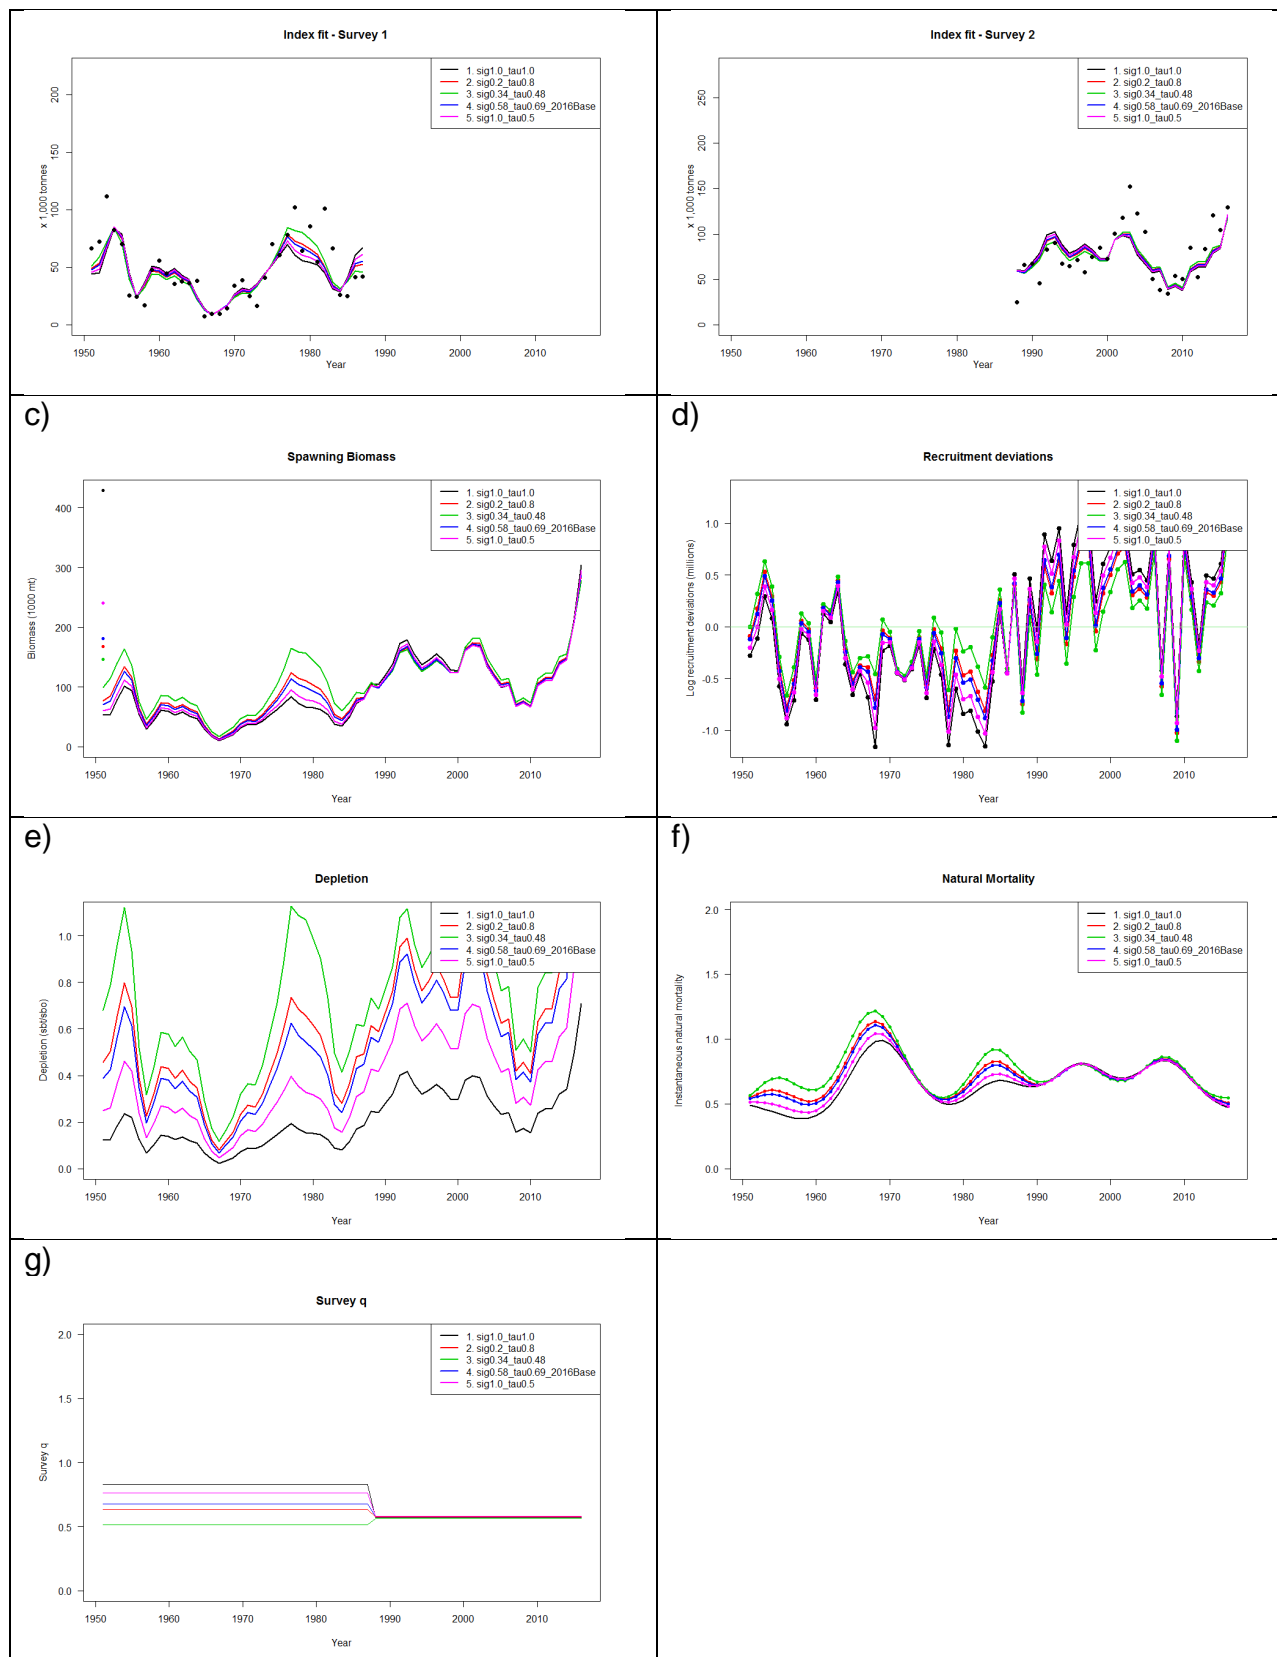 Index fit - Survey 1
1. sig1.0_tau1.0
2. sig0.2_tau0.8
3. sig0.34_tau0.48
4. sig0.58_tau0.69_2016Base
5. sig1.0_tau0.5
x 1,000 tonnes
0 50 100 150 200
1950 1960 1970 1980 1990 2000 2010
Year
Index fit - Survey 2
1. sig1.0_tau1.0
2. sig0.2_tau0.8
3. sig0.34_tau0.48
4. sig0.58_tau0.69_2016Base
5. sig1.0_tau0.5
x 1,000 tonnes
0 50 100 150 200 250
1950 1960 1970 1980 1990 2000 2010
Year
c)
Spawning Biomass
1. sig1.0_tau1.0
2. sig0.2_tau0.8
3. sig0.34_tau0.48
4. sig0.58_tau0.69_2016Base
5. sig1.0_tau0.5
Biomass (1000 mt)
400
300
200
100
0
1950 1960 1970 1980 1990 2000 2010
Year
d)
Recruitment deviations
1. sig1.0_tau1.0
2. sig0.2_tau0.8
3. sig0.34_tau0.48
4. sig0.58_tau0.69_2016Base
5. sig1.0_tau0.5
Log recruitment deviations (millions)
1.0
0.5
0.0
-0.5
-1.0
1950 1960 1970 1980 1990 2000 2010
Year
e)
Depletion
1. sig1.0_tau1.0
2. sig0.2_tau0.8
3. sig0.34_tau0.48
4. sig0.58_tau0.69_2016Base
5. sig1.0_tau0.5
Depletion (sbt/sbo)
1.0
0.8
0.6
0.4
0.2
0.0
1950 1960 1970 1980 1990 2000 2010
Year
f)
Natural Mortality
1. sig1.0_tau1.0
2. sig0.2_tau0.8
3. sig0.34_tau0.48
4. sig0.58_tau0.69_2016Base
5. sig1.0_tau0.5
Instantaneous natural mortality
2.0
1.5
1.0
0.5
0.0
1950 1960 1970 1980 1990 2000 2010
Year
g)
Survey q
1. sig1.0_tau1.0
2. sig0.2_tau0.8
3. sig0.34_tau0.48
4. sig0.58_tau0.69_2016Base
5. sig1.0_tau0.5
Survey q
2.0
1.5
1.0
0.5
0.0
1950 1960 1970 1980 1990 2000 2010
Year